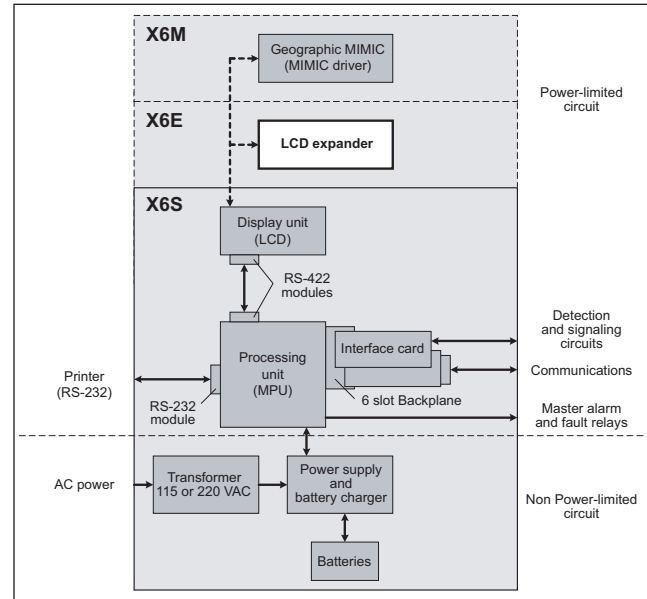 X6M
Geographic MIMIC
(MIMIC driver)
Power-limited
circuit
X6E
LCD expander
X6S
Display unit
(LCD)
RS-422
modules
Processing
unit
(MPU)
Interface card
Detection
and signaling
circuits
Printer
(RS-232)
RS-232
module
6 slot Backplane
Communications
Master alarm
and fault relays
AC power
Transformer
115 or 220 VAC
Power supply
and
battery charger
Non Power-limited
circuit
Batteries